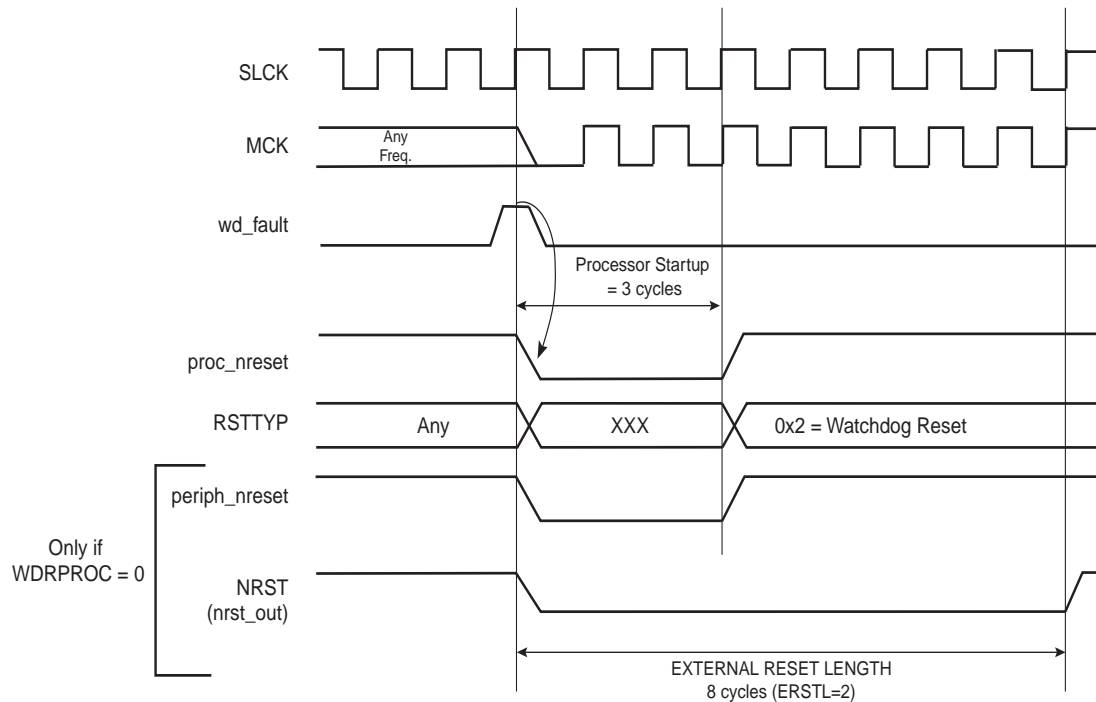 SLCK
MCK
Any
Freq.
wd_fault
Processor Startup
= 3 cycles
proc_nreset
RSTTYP
Any
XXX
0x2 = Watchdog Reset
periph_nreset
Only if
WDRPROC = 0
NRST
(nrst_out)
EXTERNAL RESET LENGTH
8 cycles (ERSTL=2)